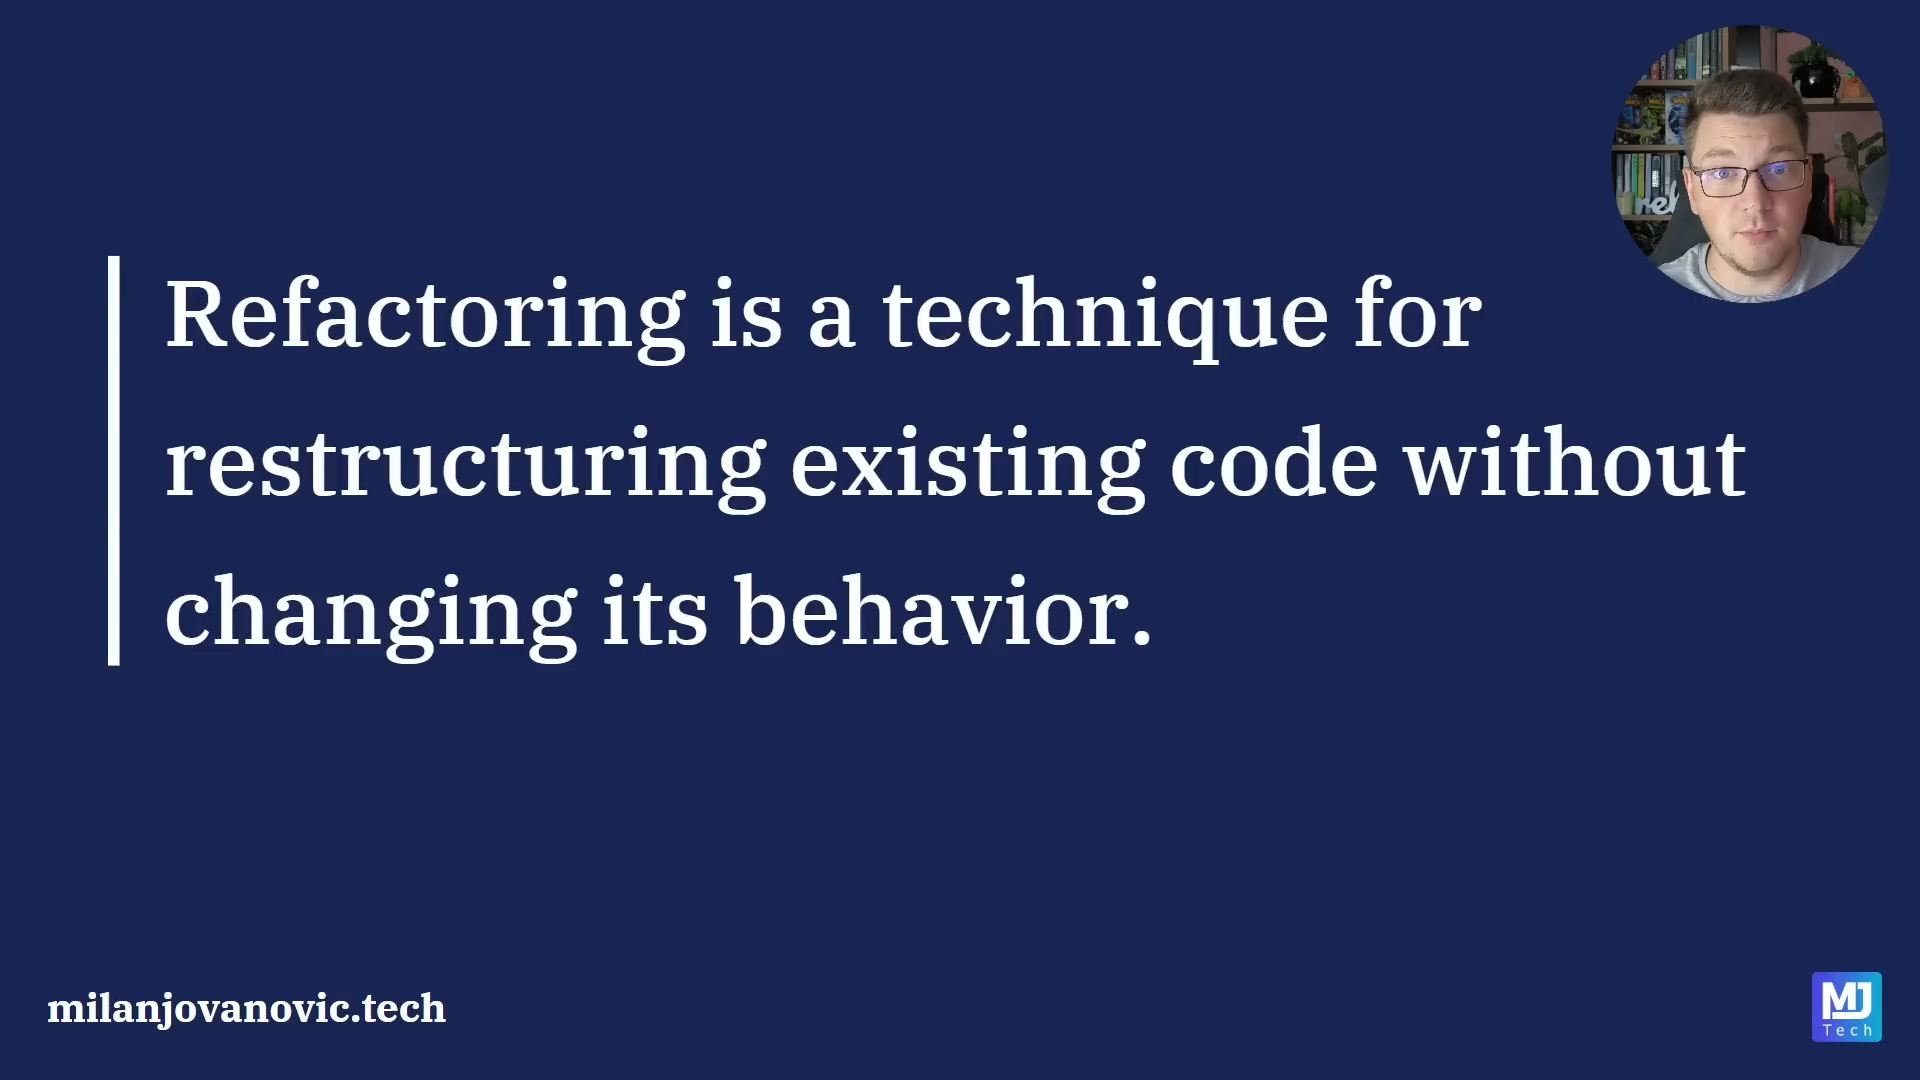 Refactoring is a technique for
restructuring existing code without
changing its behavior.
milanjovanovic.tech
MJ
Tech